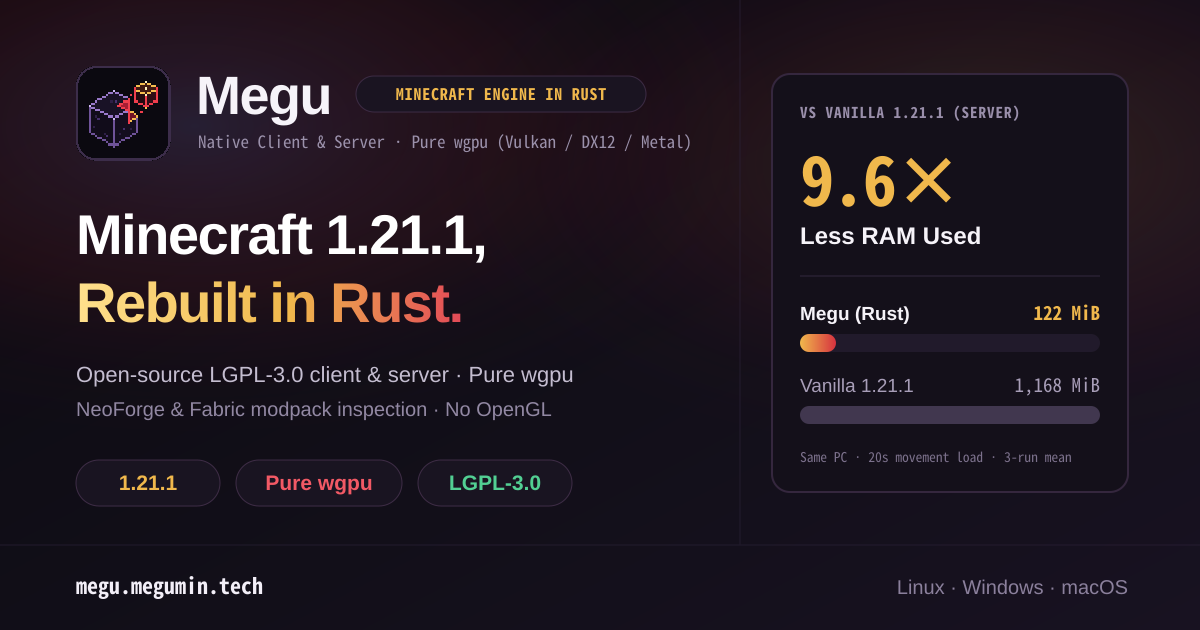 Megu
MINECRAFT ENGINE IN RUST
Native Client & Server · Pure wgpu (Vulkan / DX12 / Metal)
Minecraft 1.21.1,
Rebuilt in Rust.
Open-source LGPL-3.0 client & server · Pure wgpu
NeoForge & Fabric modpack inspection · No OpenGL
1.21.1
Pure wgpu
LGPL-3.0
VS VANILLA 1.21.1 (SERVER)
9.6×
Less RAM Used
Megu (Rust) 122 MiB
Vanilla 1.21.1 1,168 MiB
Same PC · 20s movement load · 3-run mean
megu.megumin.tech
Linux · Windows · macOS